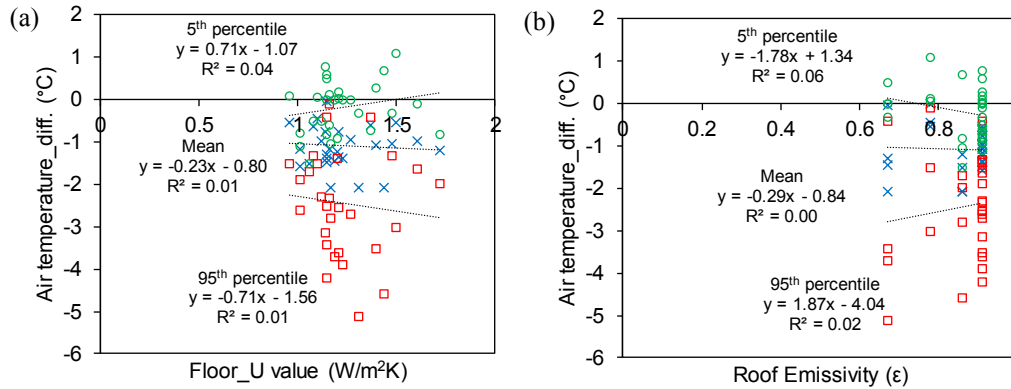 (a)
Air temperature_diff. (°C)
2
1
0
-1
-2
-3
-4
-5
-6
0
0.5
1
1.5
2
5th percentile
y = 0.71x - 1.07
R² = 0.04
Mean
y = -0.23x - 0.80
R² = 0.01
95th percentile
y = -0.71x - 1.56
R² = 0.01
Floor_U value (W/m²K)
(b)
Air temperature_diff. (°C)
2
1
0
-1
-2
-3
-4
-5
-6
0
0.2
0.4
0.6
0.8
1
5th percentile
y = -1.78x + 1.34
R² = 0.06
Mean
y = -0.29x - 0.84
R² = 0.00
95th percentile
y = 1.87x - 4.04
R² = 0.02
Roof Emissivity (ε)